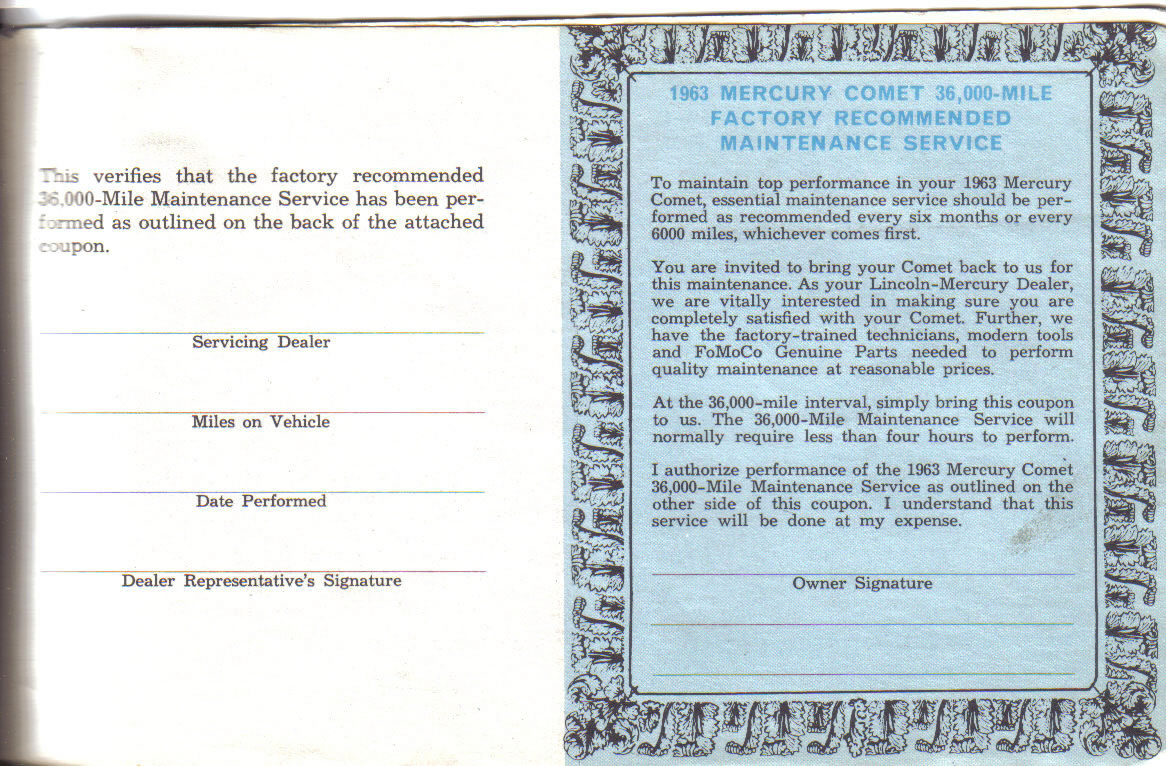 This verifies that the factory recommended
36,000-Mile Maintenance Service has been per-
formed as outlined on the back of the attached
coupon.
Servicing Dealer
Miles on Vehicle
Date Performed
Dealer Representative's Signature
1963 MERCURY COMET 36,000-MILE
FACTORY RECOMMENDED
MAINTENANCE SERVICE
To maintain top performance in your 1963 Mercury
Comet, essential maintenance service should be per-
formed as recommended every six months or every
6000 miles, whichever comes first.
You are invited to bring your Comet back to us for
this maintenance. As your Lincoln-Mercury Dealer,
we are vitally interested in making sure you are
completely satisfied with your Comet. Further, we
have the factory-trained technicians, modern tools
and FoMoCo Genuine Parts needed to perform
quality maintenance at reasonable prices.
At the 36,000-mile interval, simply bring this coupon
to us. The 36,000-Mile Maintenance Service will
normally require less than four hours to perform.
I authorize performance of the 1963 Mercury Comet
36,000-Mile Maintenance Service as outlined on the
other side of this coupon. I understand that this
service will be done at my expense.
Owner Signature